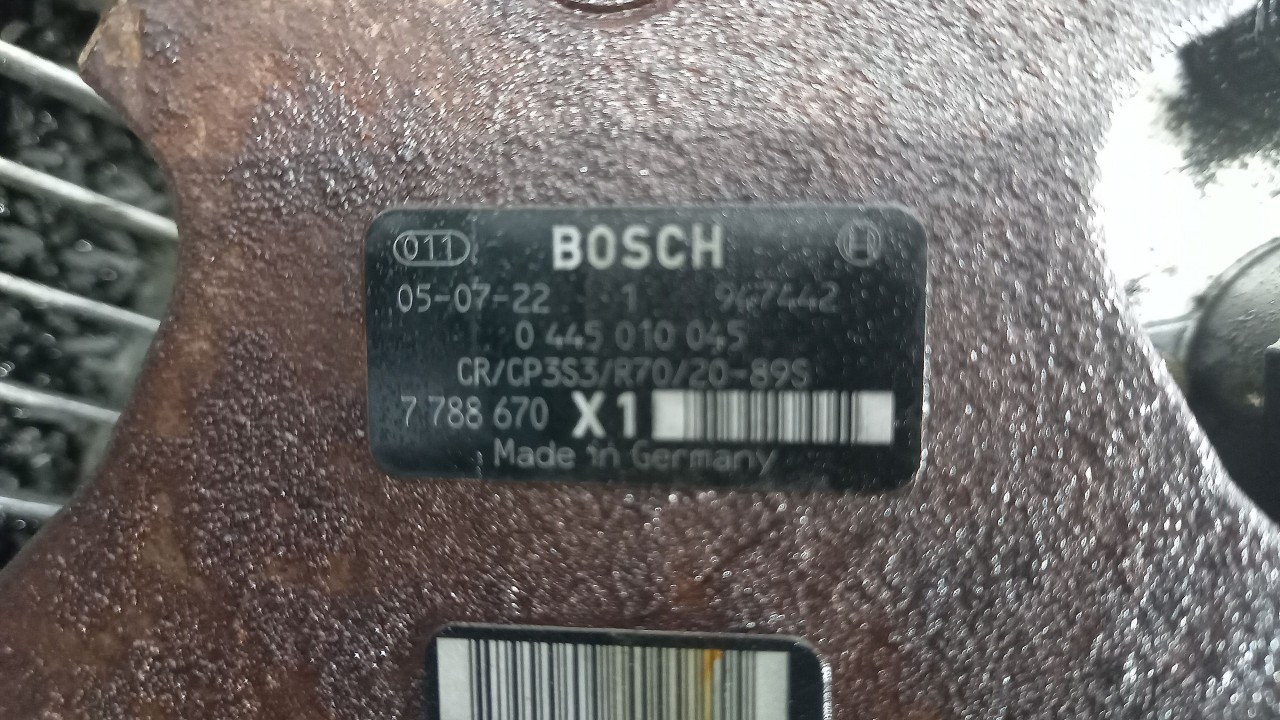 011 BOSCH
05-07-22 1 967442
0 445 010 045
CR/CP3S3/R70/20-89S
7 788 670 X1
Made in Germany